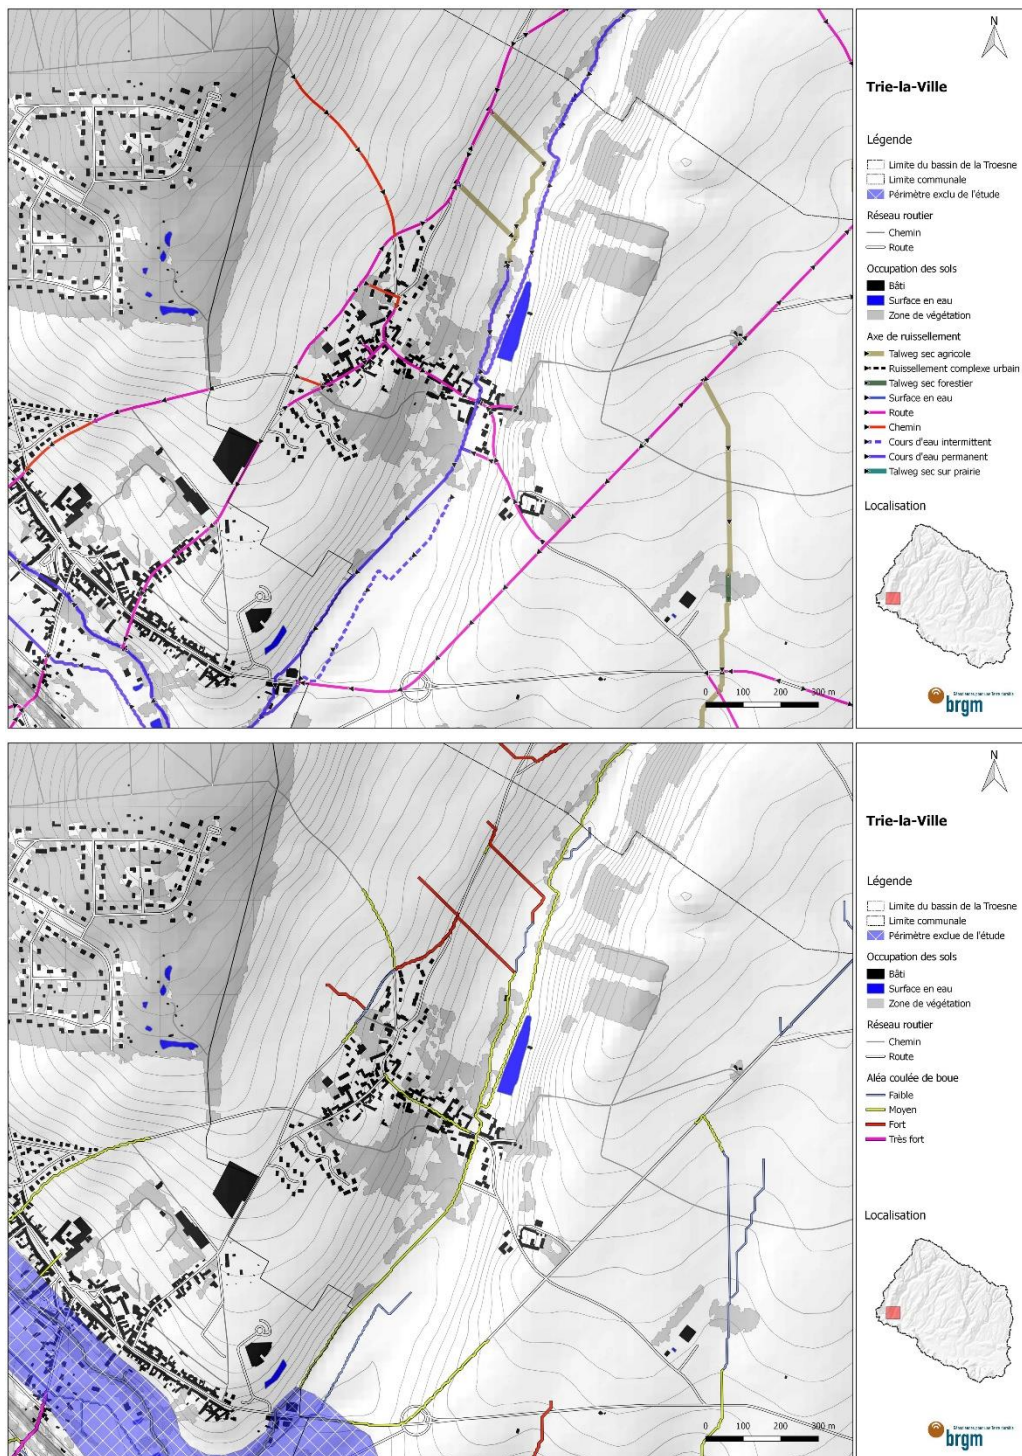 N
Trie-la-Ville
Légende
Limite du bassin de la Troesne
Limite communale
Périmètre exclu de l'étude
Réseau routier
Chemin
Route
Occupation des sols
Bâti
Surface en eau
Zone de végétation
Axe de ruissellement
Talweg sec agricole
Ruissellement complexe urbain
Talweg sec forestier
Surface en eau
Route
Chemin
Cours d'eau intermittent
Cours d'eau permanent
Talweg sec sur prairie
Localisation
0 100 200 300 m
brgm
N
Trie-la-Ville
Légende
Limite du bassin de la Troesne
Limite communale
Périmètre exclue de l'étude
Occupation des sols
Bâti
Surface en eau
Zone de végétation
Réseau routier
Chemin
Route
Aléa coulée de boue
Faible
Moyen
Fort
Très fort
Localisation
0 100 200 300 m
brgm